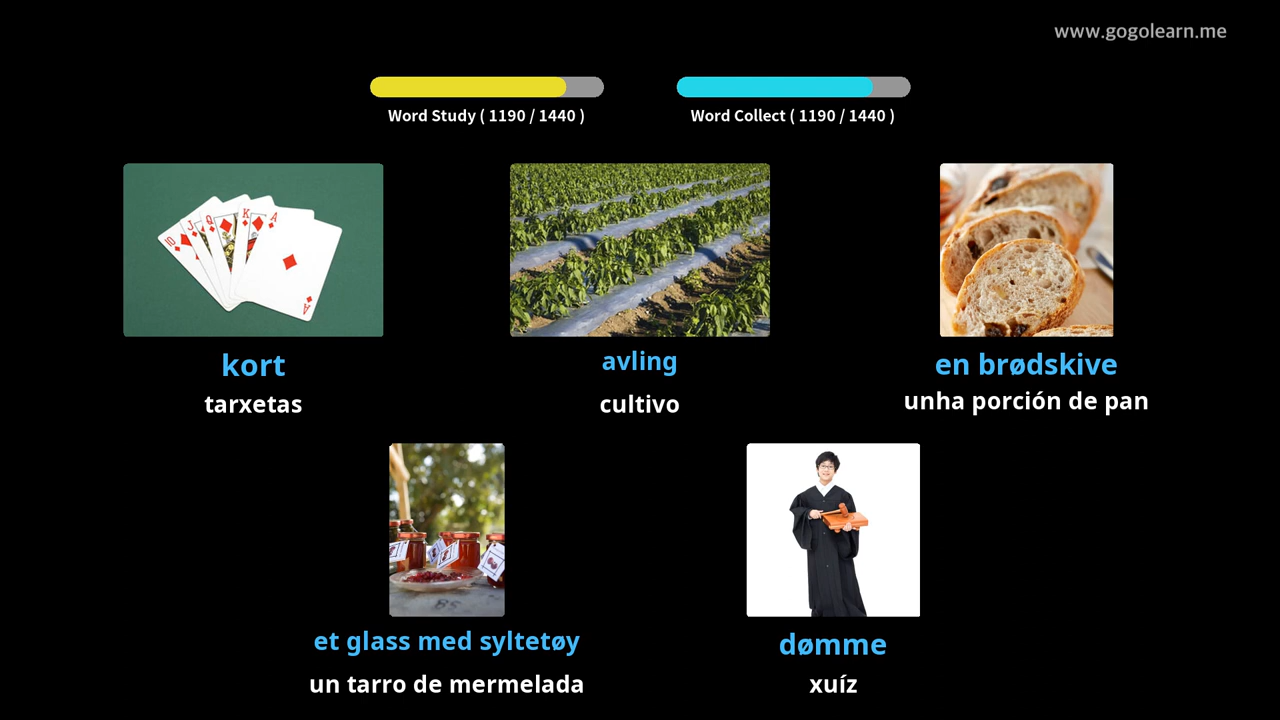 www.gogolearn.me
Word Study ( 1190 / 1440 )
Word Collect ( 1190 / 1440 )
kort
tarxetas
avling
cultivo
en brødskive
unha porción de pan
et glass med syltetøy
un tarro de mermelada
dømme
xuíz